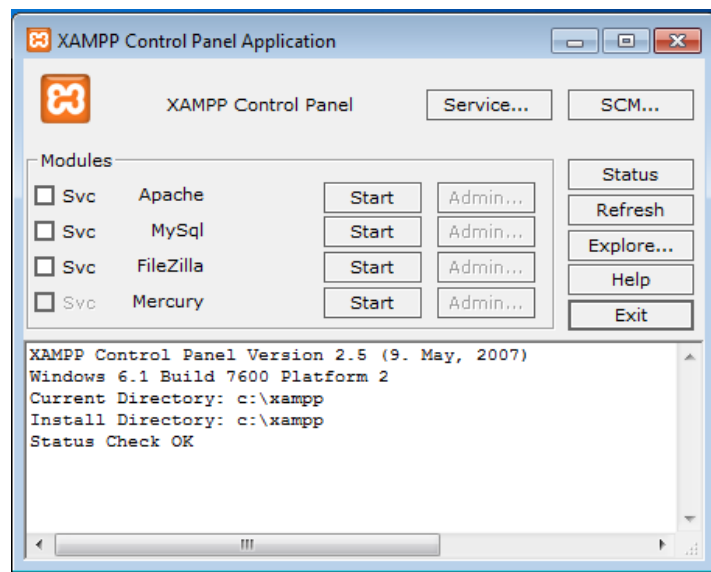 XAMPP Control Panel Application
XAMPP Control Panel
Service...
SCM...
Modules
Svc Apache Start Admin...
Svc MySql Start Admin...
Svc FileZilla Start Admin...
Svc Mercury Start Admin...
Status
Refresh
Explore...
Help
Exit
XAMPP Control Panel Version 2.5 (9. May, 2007)
Windows 6.1 Build 7600 Platform 2
Current Directory: c:\xampp
Install Directory: c:\xampp
Status Check OK